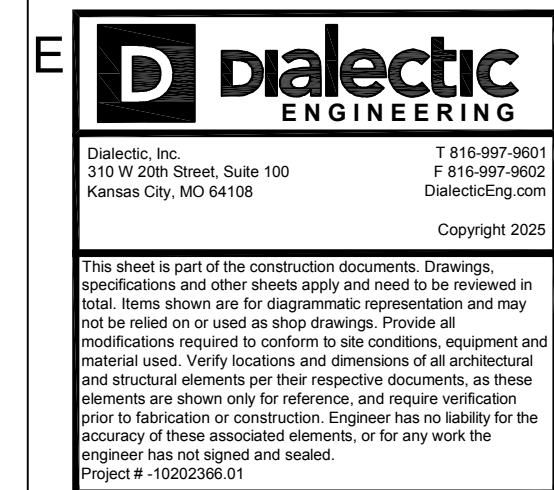 E
D Dialectic
ENGINEERING
Dialectic, Inc.
310 W 20th Street, Suite 100
Kansas City, MO 64108
T 816-997-9601
F 816-997-9602
DialecticEng.com
Copyright 2025
This sheet is part of the construction documents. Drawings,
specifications and other sheets apply and need to be reviewed in
total. Items shown are for diagrammatic representation and may
not be relied on or used as shop drawings. Provide all
modifications required to conform to site conditions, equipment and
material used. Verify locations and dimensions of all architectural
and structural elements per their respective documents, as these
elements are shown only for reference, and require verification
prior to fabrication or construction. Engineer has no liability for the
accuracy of these associated elements, or for any work the
engineer has not signed and sealed.
Project # -10202366.01